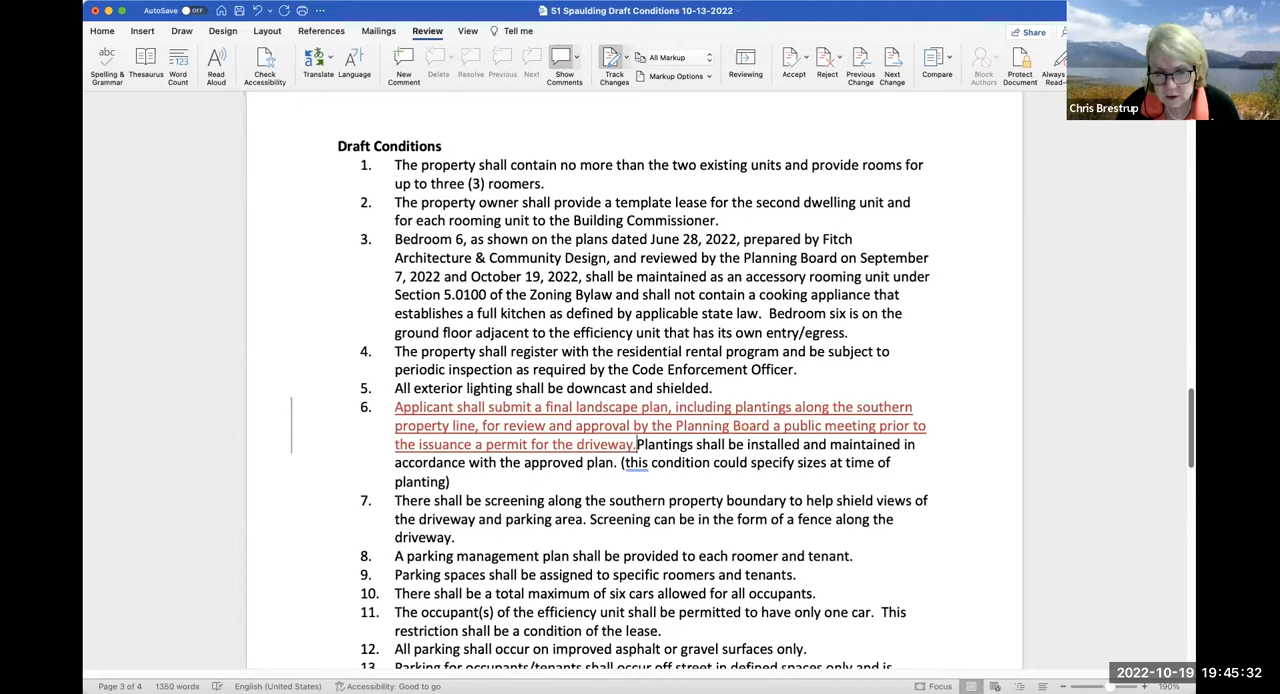 AutoSave OFF
51 Spaulding Draft Conditions 10-13-2022
Home Insert Draw Design Layout References Mailings Review View Tell me
Share
abc
Spelling & Grammar
Thesaurus
Word Count
Read Aloud
Check Accessibility
Translate
Language
New Comment
Delete
Resolve
Previous
Next
Show Comments
Track Changes
All Markup
Markup Options
Reviewing
Accept
Reject
Previous Change
Next Change
Compare
Block Authors
Protect Document
Always
Read-
Chris Brestrup
Draft Conditions
1. The property shall contain no more than the two existing units and provide rooms for
up to three (3) roomers.
2. The property owner shall provide a template lease for the second dwelling unit and
for each rooming unit to the Building Commissioner.
3. Bedroom 6, as shown on the plans dated June 28, 2022, prepared by Fitch
Architecture & Community Design, and reviewed by the Planning Board on September
7, 2022 and October 19, 2022, shall be maintained as an accessory rooming unit under
Section 5.0100 of the Zoning Bylaw and shall not contain a cooking appliance that
establishes a full kitchen as defined by applicable state law. Bedroom six is on the
ground floor adjacent to the efficiency unit that has its own entry/egress.
4. The property shall register with the residential rental program and be subject to
periodic inspection as required by the Code Enforcement Officer.
5. All exterior lighting shall be downcast and shielded.
6. Applicant shall submit a final landscape plan, including plantings along the southern
property line, for review and approval by the Planning Board a public meeting prior to
the issuance a permit for the driveway.Plantings shall be installed and maintained in
accordance with the approved plan. (this condition could specify sizes at time of
planting)
7. There shall be screening along the southern property boundary to help shield views of
the driveway and parking area. Screening can be in the form of a fence along the
driveway.
8. A parking management plan shall be provided to each roomer and tenant.
9. Parking spaces shall be assigned to specific roomers and tenants.
10. There shall be a total maximum of six cars allowed for all occupants.
11. The occupant(s) of the efficiency unit shall be permitted to have only one car. This
restriction shall be a condition of the lease.
12. All parking shall occur on improved asphalt or gravel surfaces only.
13. Parking for occupants/tenants shall occur off street in defined spaces only and is
Page 3 of 4 1360 words English (United States) Accessibility: Good to go Focus 190%
2022-10-19 19:45:32